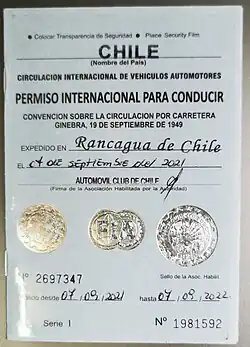 • Colocar Transparencia de Seguridad • Place Security Film
CHILE
(Nombre del País)
CIRCULACION INTERNACIONAL DE VEHICULOS AUTOMOTORES
PERMISO INTERNACIONAL PARA CONDUCIR
CONVENCION SOBRE LA CIRCULACION POR CARRETERA
GINEBRA, 19 DE SEPTIEMBRE DE 1949
EXPEDIDO EN Rancagua de Chile
EL de septiembre del 2021
AUTOMOVIL CLUB DE CHILE
(Firma de la Asociación Habilitada por la Autoridad)
Nº 2697347
Sello de la Asoc. Habilit.
desde 07/09/2021 hasta 07/09/2022
Serie I Nº 1981592